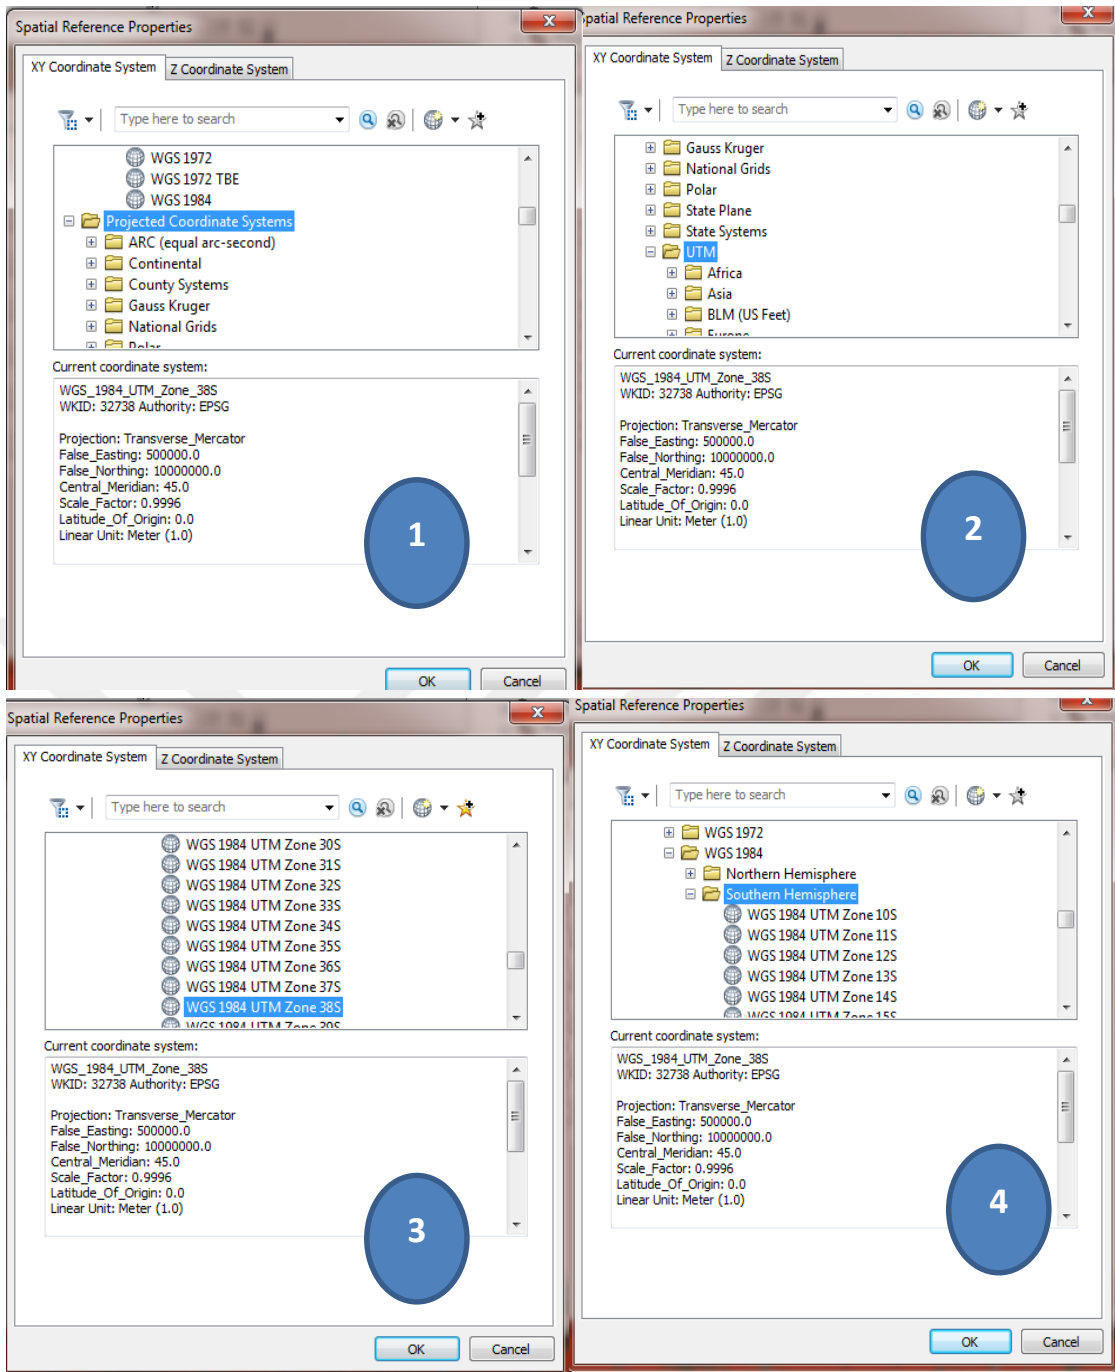 Spatial Reference Properties
X
XY Coordinate System
Z Coordinate System
Type here to search
WGS 1972
WGS 1972 TBE
WGS 1984
Projected Coordinate Systems
ARC (equal arc-second)
Continental
County Systems
Gauss Kruger
National Grids
Polar
Current coordinate system:
WGS_1984_UTM_Zone_38S
WKID: 32738 Authority: EPSG
Projection: Transverse_Mercator
False_Easting: 500000.0
False_Northing: 10000000.0
Central_Meridian: 45.0
Scale_Factor: 0.9996
Latitude_Of_Origin: 0.0
Linear Unit: Meter (1.0)
1
OK
Cancel
patial Reference Properties
X
XY Coordinate System
Z Coordinate System
Type here to search
Gauss Kruger
National Grids
Polar
State Plane
State Systems
UTM
Africa
Asia
BLM (US Feet)
Europe
Current coordinate system:
WGS_1984_UTM_Zone_38S
WKID: 32738 Authority: EPSG
Projection: Transverse_Mercator
False_Easting: 500000.0
False_Northing: 10000000.0
Central_Meridian: 45.0
Scale_Factor: 0.9996
Latitude_Of_Origin: 0.0
Linear Unit: Meter (1.0)
2
OK
Cancel
Spatial Reference Properties
X
XY Coordinate System
Z Coordinate System
Type here to search
WGS 1984 UTM Zone 30S
WGS 1984 UTM Zone 31S
WGS 1984 UTM Zone 32S
WGS 1984 UTM Zone 33S
WGS 1984 UTM Zone 34S
WGS 1984 UTM Zone 35S
WGS 1984 UTM Zone 36S
WGS 1984 UTM Zone 37S
WGS 1984 UTM Zone 38S
WGS 1984 UTM Zone 39S
Current coordinate system:
WGS_1984_UTM_Zone_38S
WKID: 32738 Authority: EPSG
Projection: Transverse_Mercator
False_Easting: 500000.0
False_Northing: 10000000.0
Central_Meridian: 45.0
Scale_Factor: 0.9996
Latitude_Of_Origin: 0.0
Linear Unit: Meter (1.0)
3
OK
Cancel
Spatial Reference Properties
X
XY Coordinate System
Z Coordinate System
Type here to search
WGS 1972
WGS 1984
Northern Hemisphere
Southern Hemisphere
WGS 1984 UTM Zone 10S
WGS 1984 UTM Zone 11S
WGS 1984 UTM Zone 12S
WGS 1984 UTM Zone 13S
WGS 1984 UTM Zone 14S
WGS 1984 UTM Zone 15S
Current coordinate system:
WGS_1984_UTM_Zone_38S
WKID: 32738 Authority: EPSG
Projection: Transverse_Mercator
False_Easting: 500000.0
False_Northing: 10000000.0
Central_Meridian: 45.0
Scale_Factor: 0.9996
Latitude_Of_Origin: 0.0
Linear Unit: Meter (1.0)
4
OK
Cancel